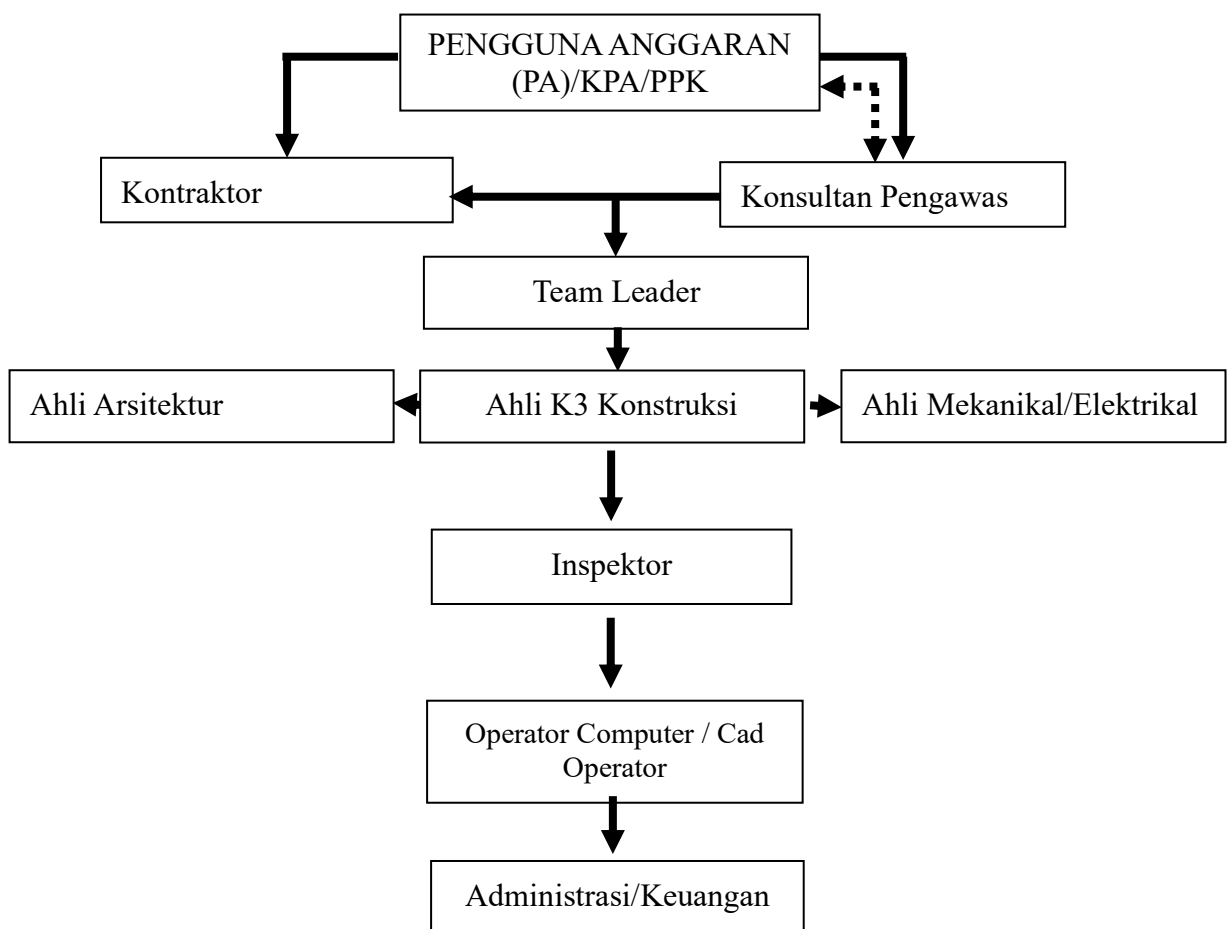 PENGGUNA ANGGARAN
(PA)/KPA/PPK
Kontraktor
Konsultan Pengawas
Team Leader
Ahli Arsitektur
Ahli K3 Konstruksi
Ahli Mekanikal/Elektrikal
Inspektor
Operator Computer / Cad
Operator
Administrasi/Keuangan